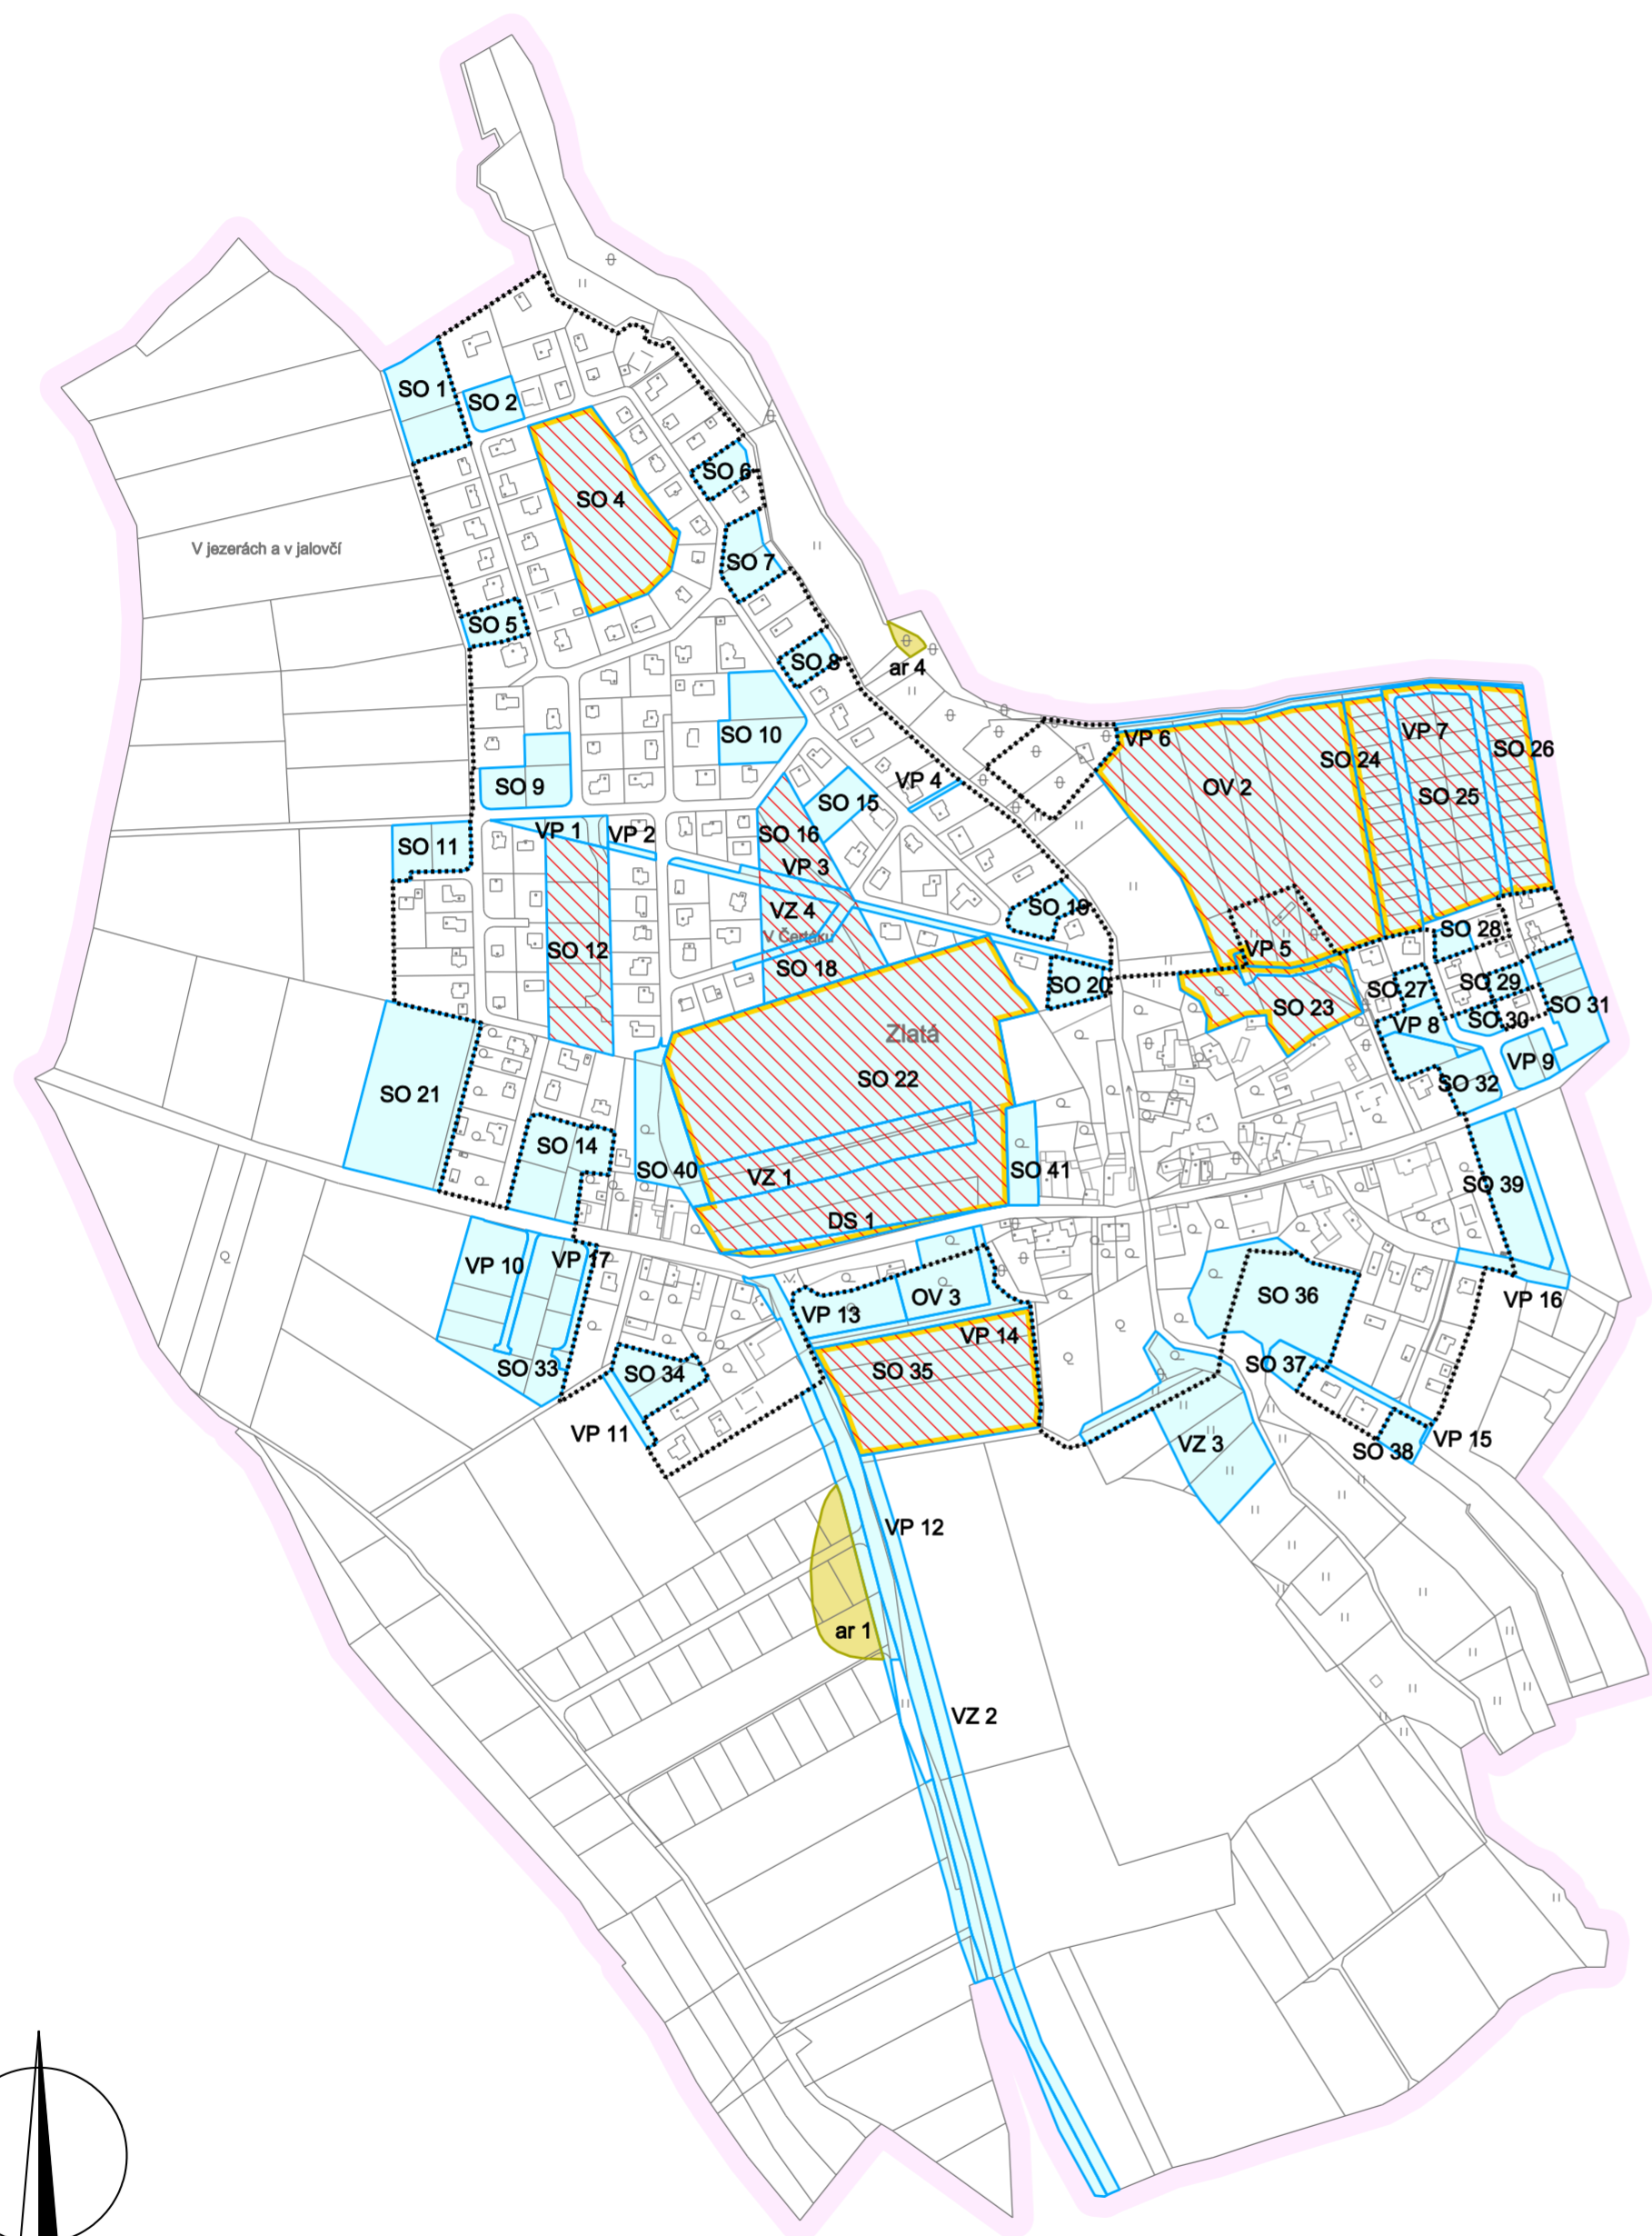 SO 1
SO 2
SO 4
SO 6
V jezerách a v jalovčí
SO 7
SO 5
SO 8
ar 4
SO 10
VP 6
VP 7
SO 26
SO 24
OV 2
SO 9
VP 4
SO 25
SO 15
VP 1
VP 2
SO 16
SO 11
VP 3
SO 19
VZ 4
V Čertáku
SO 28
SO 12
VP 5
SO 18
SO 20
SO 27
SO 29
SO 31
SO 23
SO 30
VP 8
Zlatá
VP 9
SO 22
SO 32
SO 21
SO 14
SO 40
VZ 1
SO 41
SO 39
DS 1
VP 10
VP 17
OV 3
SO 36
VP 16
VP 13
VP 14
SO 33
SO 34
SO 35
SO 37
VP 11
VZ 3
SO 38
VP 15
VP 12
ar 1
VZ 2